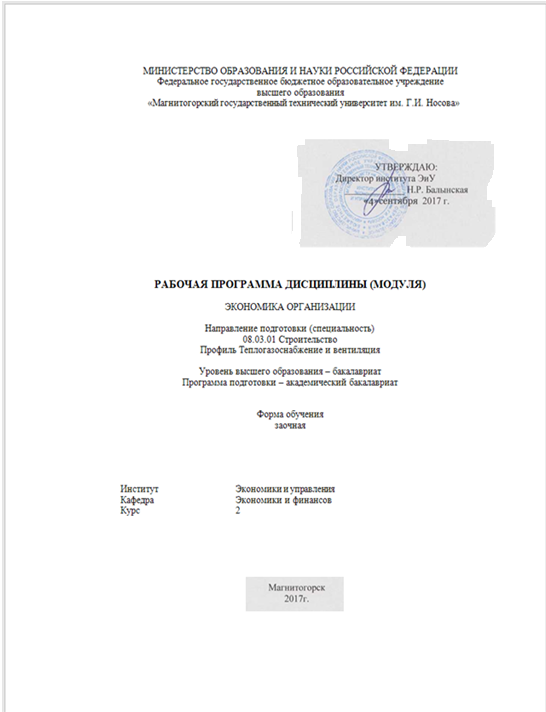 МИНИСТЕРСТВО ОБРАЗОВАНИЯ И НАУКИ РОССИЙСКОЙ ФЕДЕРАЦИИ
Федеральное государственное бюджетное образовательное учреждение
высшего образования
«Магнитогорский государственный технический университет им. Г.И. Носова»
УТВЕРЖДАЮ:
Директор института ЭиУ
Н.Р. Балынская
«4» сентября 2017 г.
РАБОЧАЯ ПРОГРАММА ДИСЦИПЛИНЫ (МОДУЛЯ)
ЭКОНОМИКА ОРГАНИЗАЦИИ
Направление подготовки (специальность)
08.03.01 Строительство
Профиль Теплогазоснабжение и вентиляция
Уровень высшего образования – бакалавриат
Программа подготовки – академический бакалавриат
Форма обучения
заочная
Институт Экономики и управления
Кафедра Экономики и финансов
Курс 2
Магнитогорск
2017г.